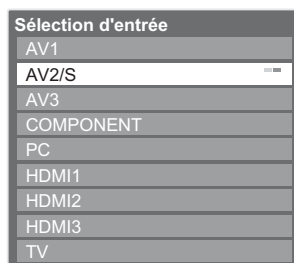 Sélection d'entrée
AV1
AV2/S
AV3
COMPONENT
PC
HDMI1
HDMI2
HDMI3
TV